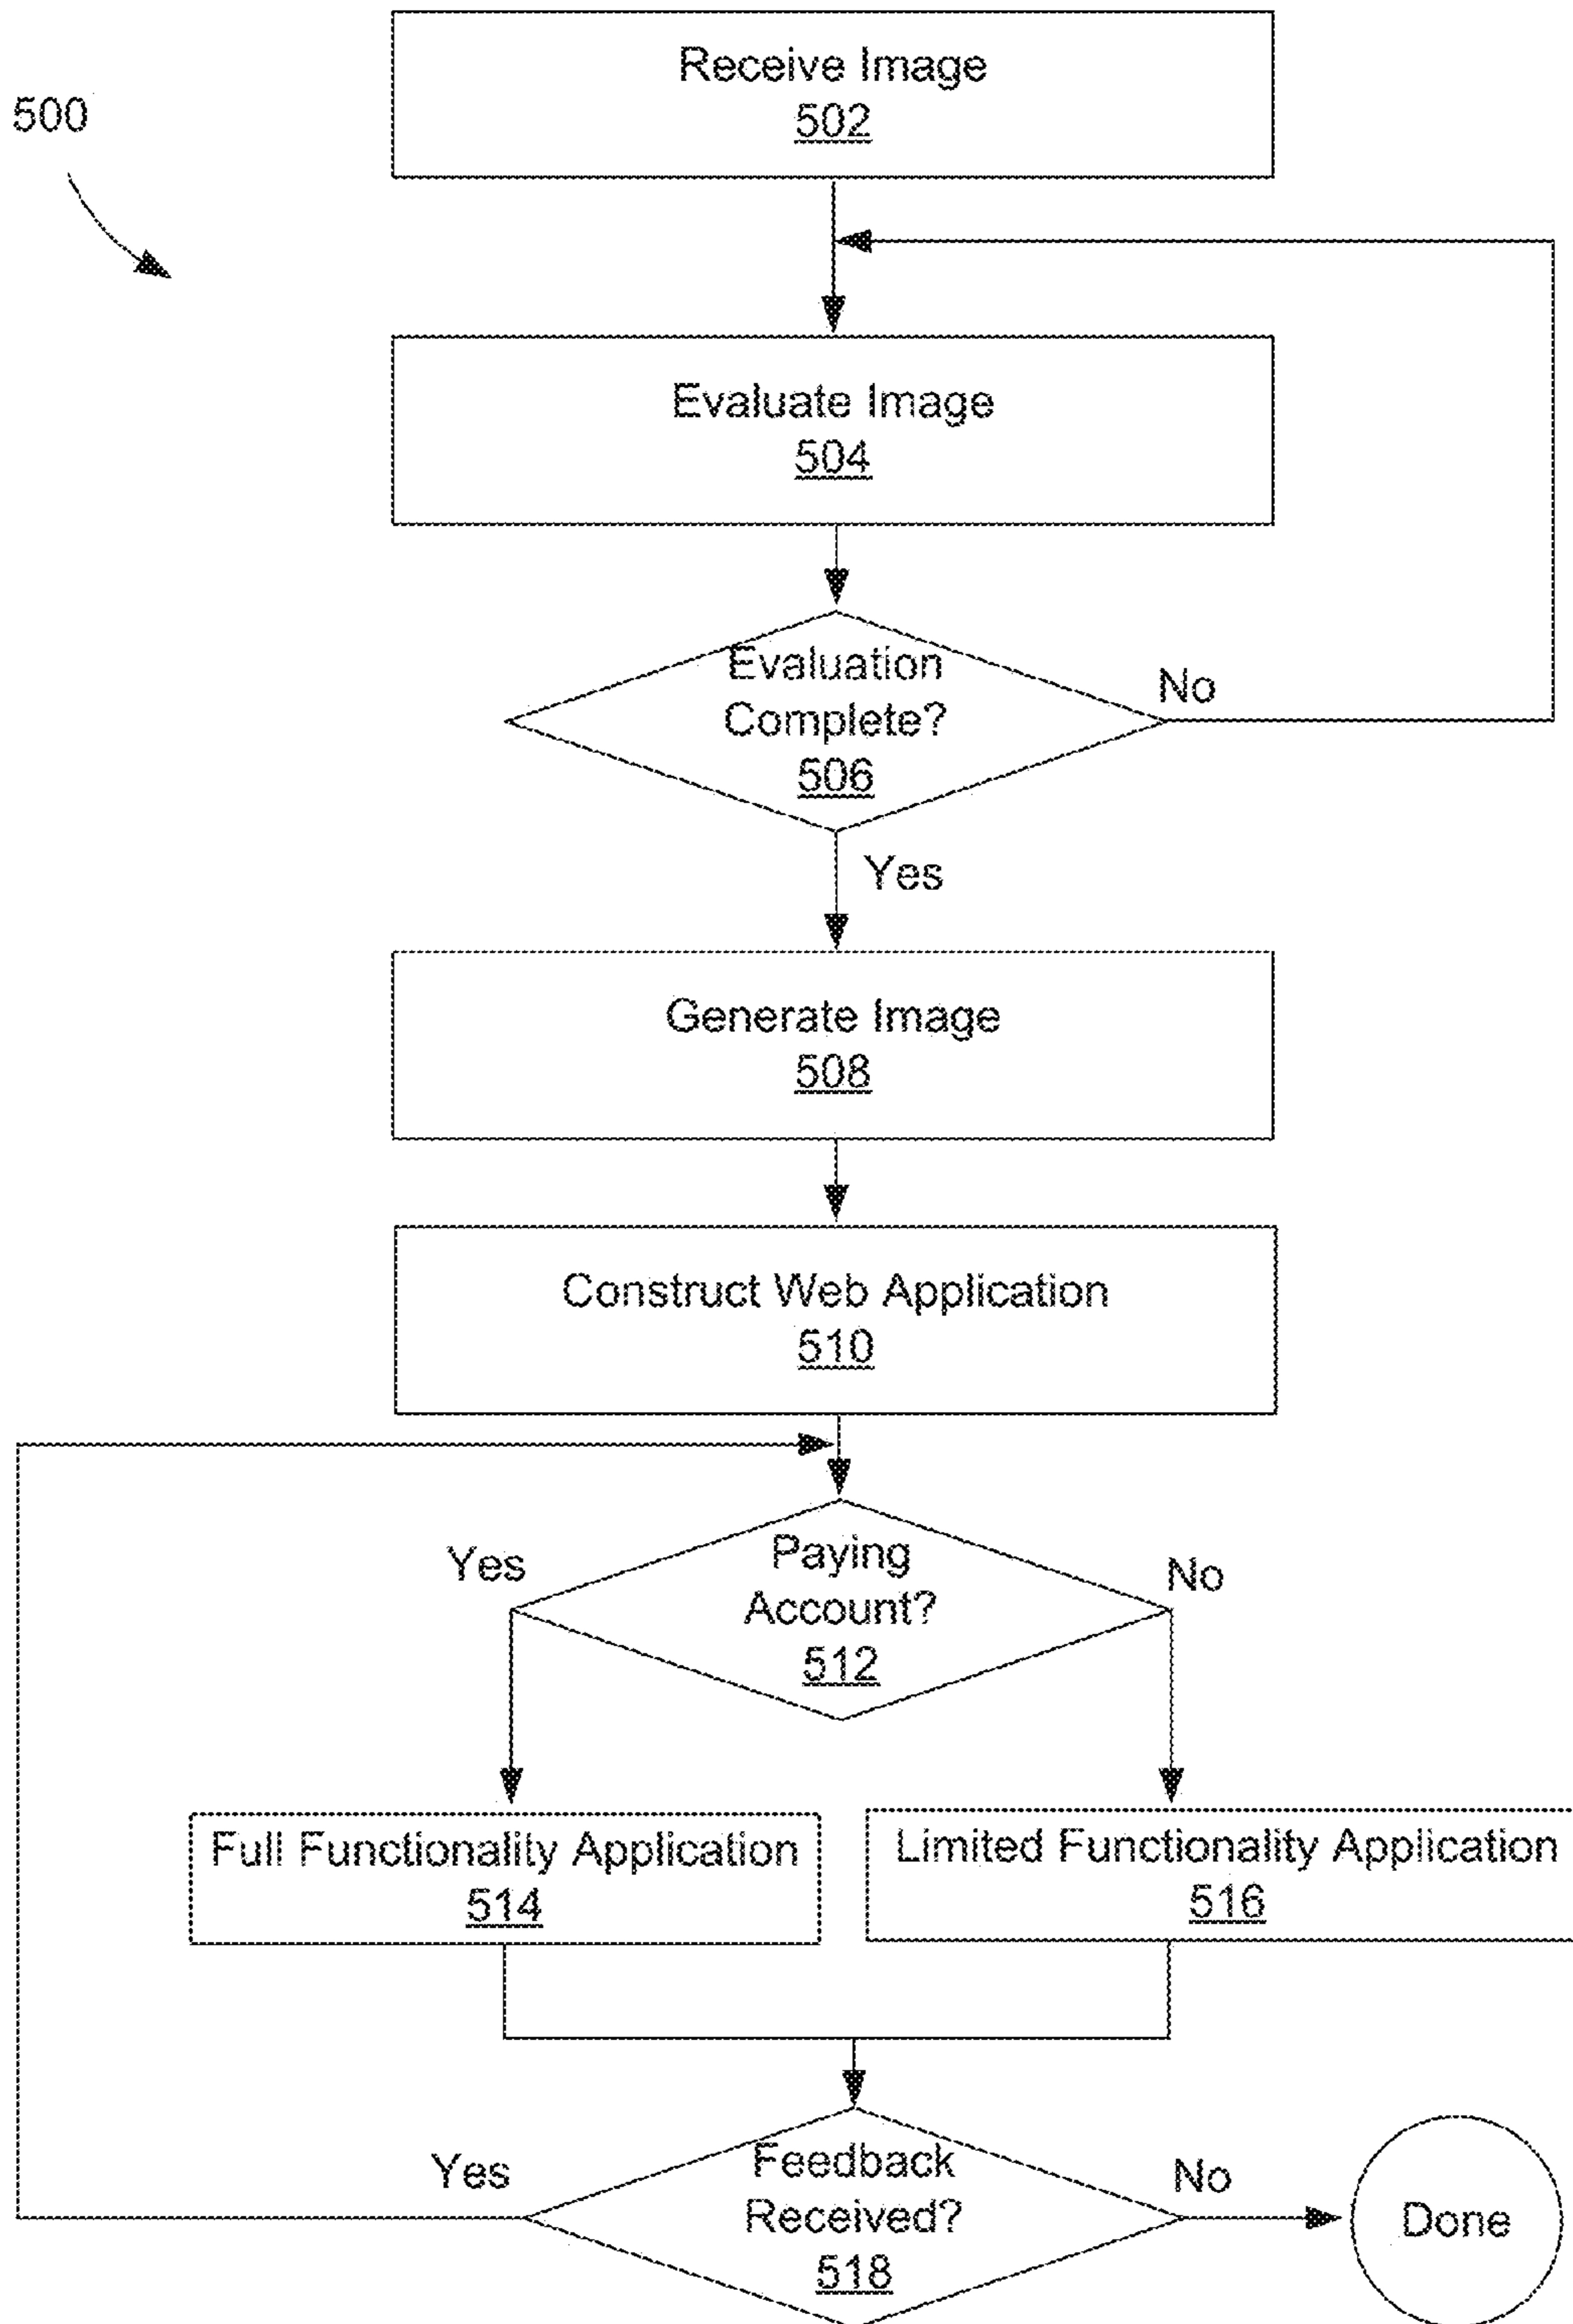 500
Receive Image
502
Evaluate Image
504
Evaluation
Complete?
506
No
Yes
Generate Image
508
Construct Web Application
510
Paying
Account?
512
Yes
No
Full Functionality Application
514
Limited Functionality Application
516
Feedback
Received?
518
Yes
No
Done